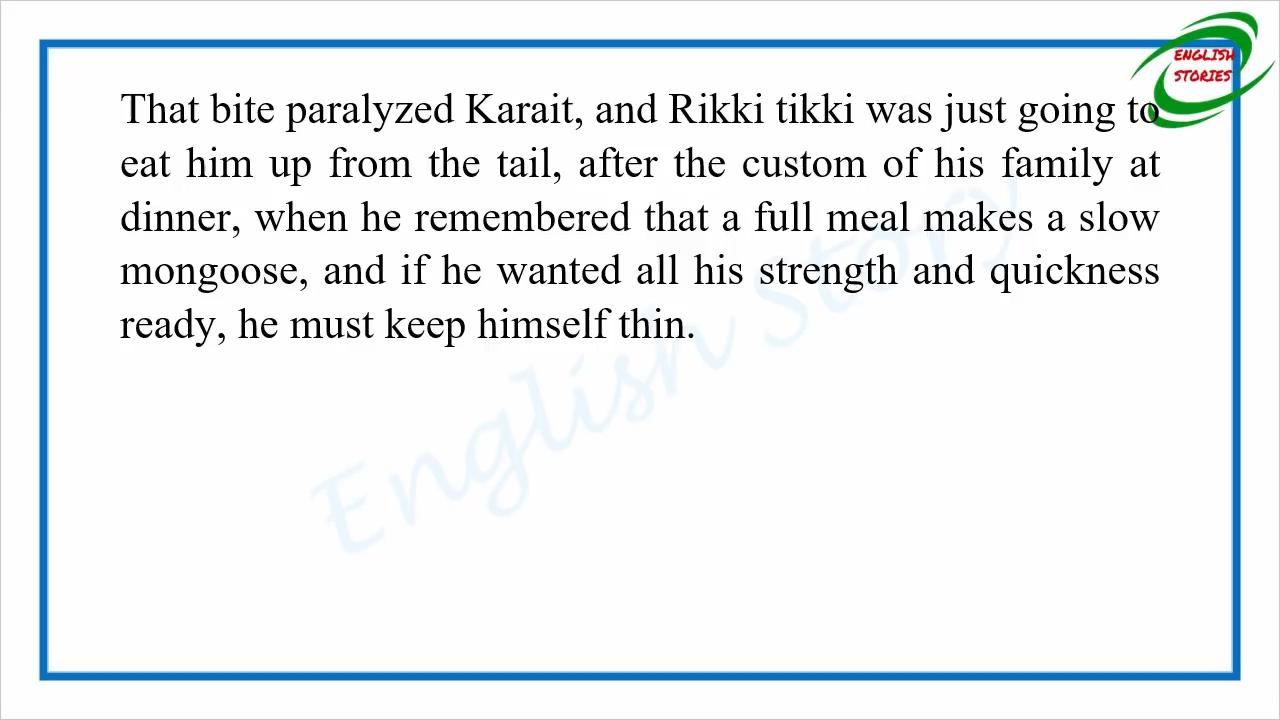 ENGLISH
STORIES
That bite paralyzed Karait, and Rikki tikki was just going to
eat him up from the tail, after the custom of his family at
dinner, when he remembered that a full meal makes a slow
mongoose, and if he wanted all his strength and quickness
ready, he must keep himself thin.
English Story